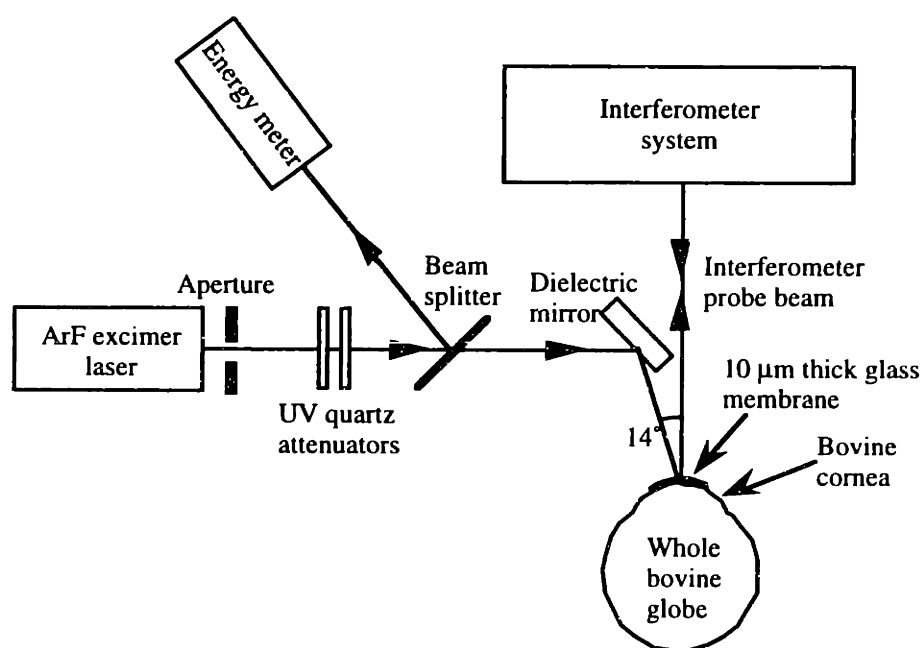 Energy meter
Interferometer
system
Beam
splitter
Dielectric
mirror
Interferometer
probe beam
Aperture
ArF excimer
laser
UV quartz
attenuators
10 μm thick glass
membrane
14°
Bovine
cornea
Whole
bovine
globe